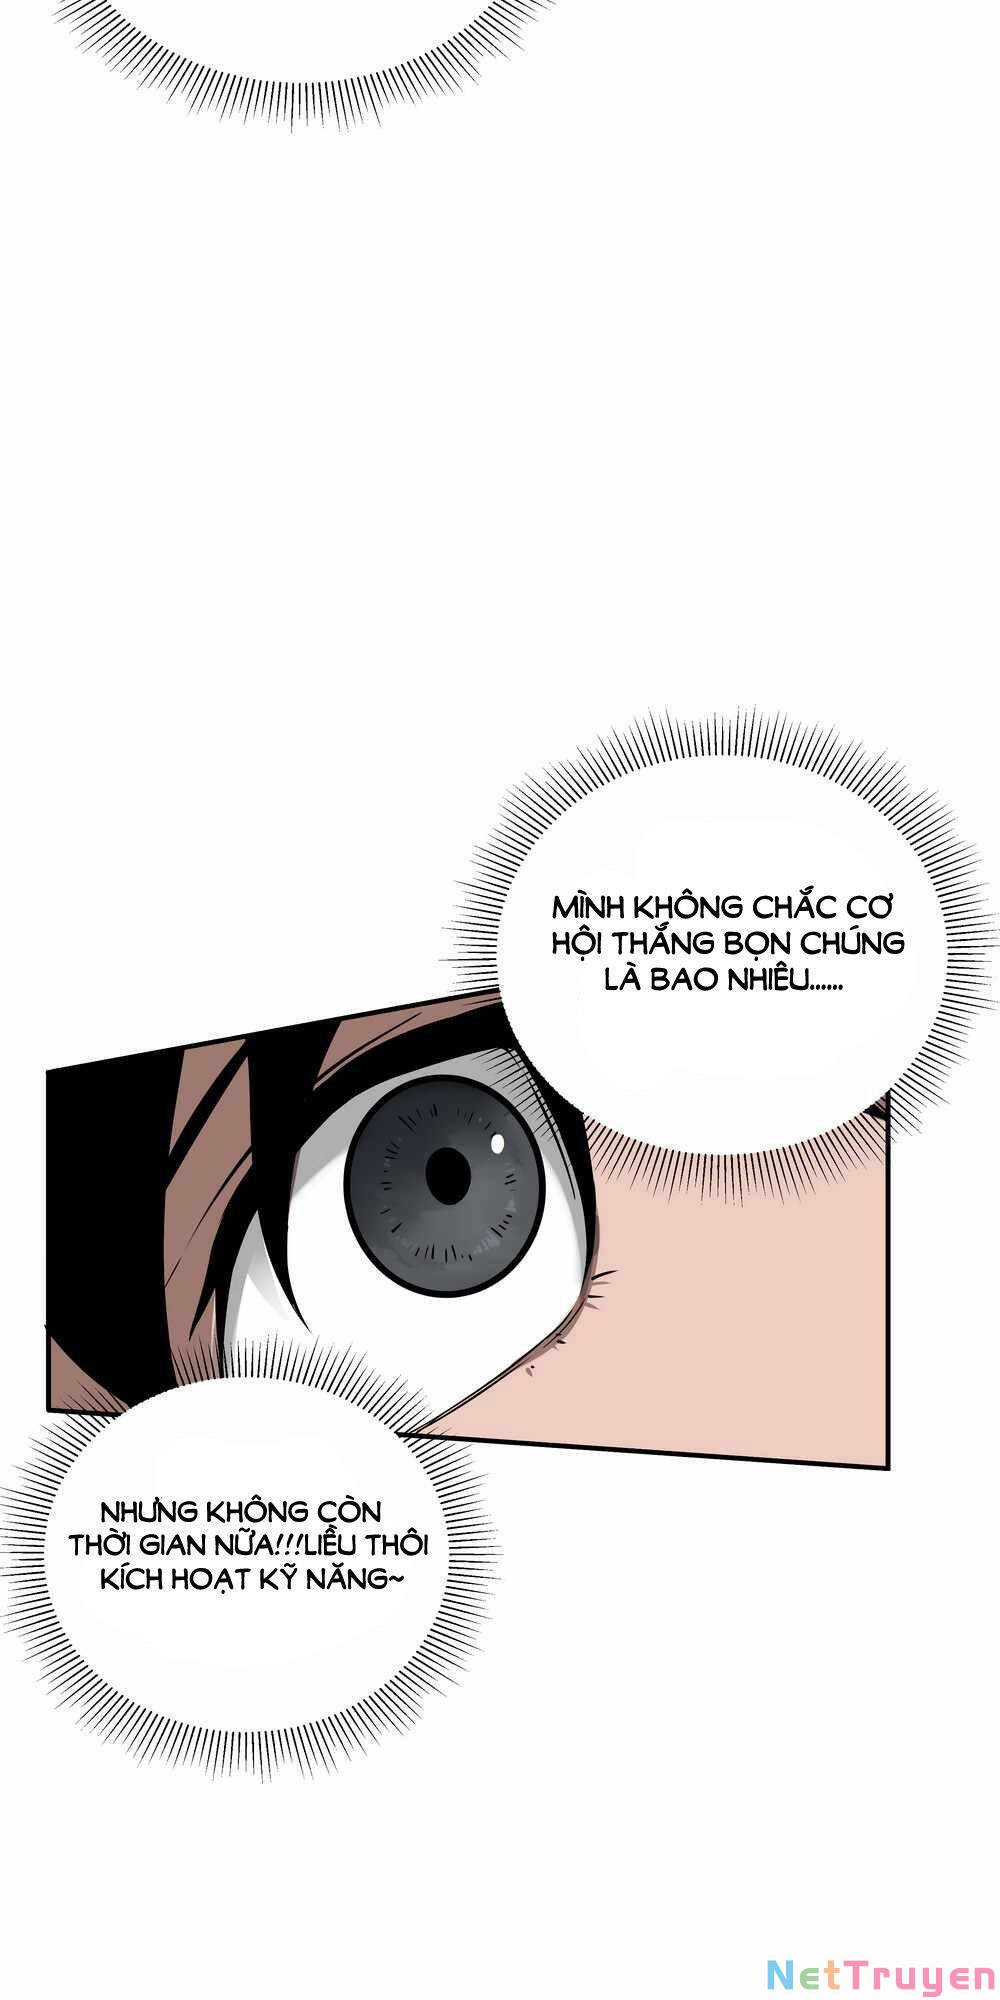 MÌNH KHÔNG CHẮC CƠ
HỘI THẮNG BỌN CHÚNG
LÀ BAO NHIÊU......
NHƯNG KHÔNG CÒN
THỜI GIAN NỮA!!!LIỀU THÔI
KÍCH HOẠT KỸ NĂNG~
NetTruyen